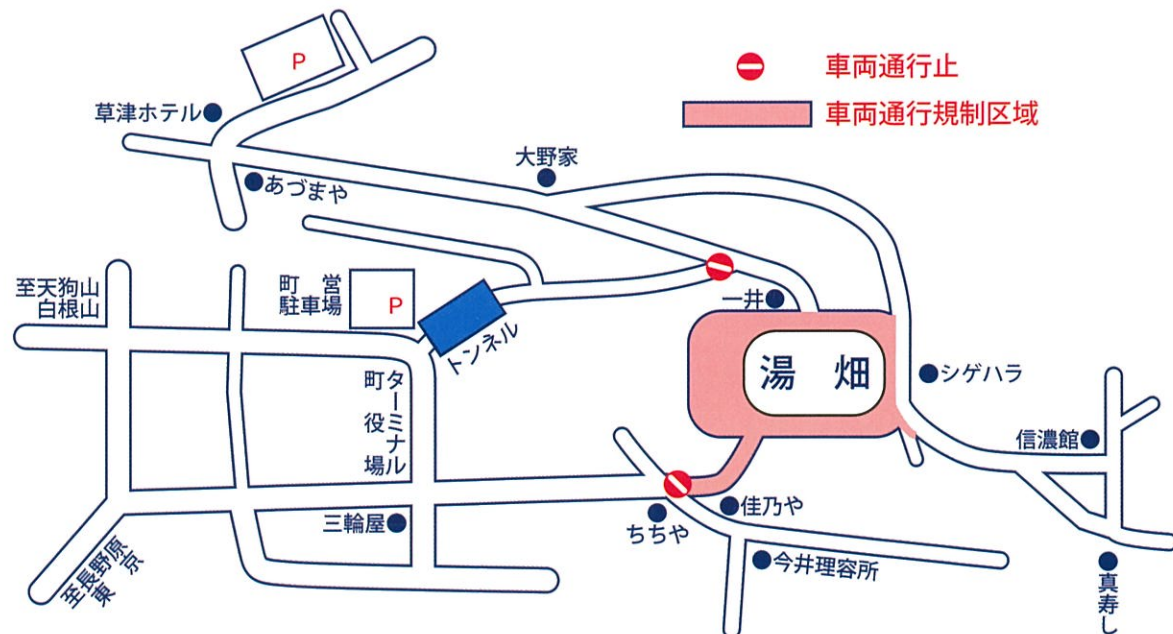 P
車両通行止
草津ホテル
車両通行規制区域
大野家
あづまや
至天狗山
白根山
町営
駐車場
P
トンネル
一井
湯畑
シゲハラ
ターミナル
町役場
信濃館
三輪屋
ちちや
佳乃や
今井理容所
至長野原
東京
真寿し